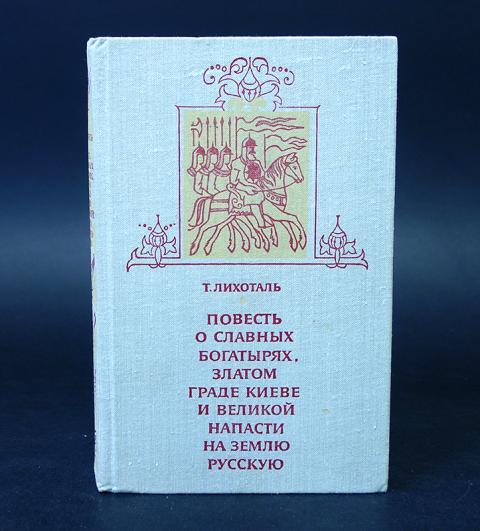 Т. ЛИХОТАЛЬ
ПОВЕСТЬ
О СЛАВНЫХ
БОГАТЫРЯХ,
ЗЛАТОМ
ГРАДЕ КИЕВЕ
И ВЕЛИКОЙ
НАПАСТИ
НА ЗЕМЛЮ
РУССКУЮ